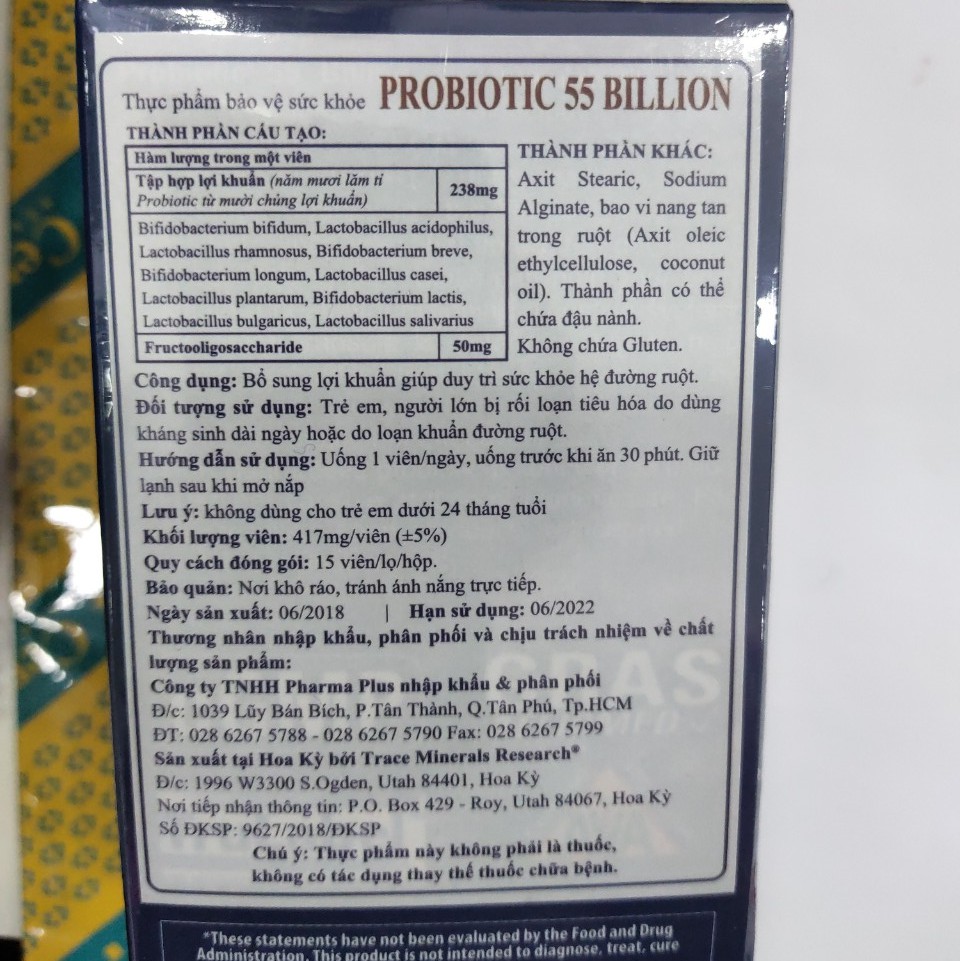 Thực phẩm bảo vệ sức khỏe PROBIOTIC 55 BILLION
THÀNH PHẦN CẤU TẠO:
Hàm lượng trong một viên
Tập hợp lợi khuẩn (năm mươi lăm tỉ
Probiotic từ mười chủng lợi khuẩn)
238mg
Bifidobacterium bifidum, Lactobacillus acidophilus,
Lactobacillus rhamnosus, Bifidobacterium breve,
Bifidobacterium longum, Lactobacillus casei,
Lactobacillus plantarum, Bifidobacterium lactis,
Lactobacillus bulgaricus, Lactobacillus salivarius
Fructooligosaccharide 50mg
THÀNH PHẦN KHÁC:
Axit Stearic, Sodium
Alginate, bao vi nang tan
trong ruột (Axit oleic
ethylcellulose, coconut
oil). Thành phần có thể
chứa đậu nành.
Không chứa Gluten.
Công dụng: Bổ sung lợi khuẩn giúp duy trì sức khỏe hệ đường ruột.
Đối tượng sử dụng: Trẻ em, người lớn bị rối loạn tiêu hóa do dùng
kháng sinh dài ngày hoặc do loạn khuẩn đường ruột.
Hướng dẫn sử dụng: Uống 1 viên/ngày, uống trước khi ăn 30 phút. Giữ
lạnh sau khi mở nắp
Lưu ý: không dùng cho trẻ em dưới 24 tháng tuổi
Khối lượng viên: 417mg/viên (±5%)
Quy cách đóng gói: 15 viên/lọ/hộp.
Bảo quản: Nơi khô ráo, tránh ánh nắng trực tiếp.
Ngày sản xuất: 06/2018 | Hạn sử dụng: 06/2022
Thương nhân nhập khẩu, phân phối và chịu trách nhiệm về chất
lượng sản phẩm:
Công ty TNHH Pharma Plus nhập khẩu & phân phối
Đ/c: 1039 Lũy Bán Bích, P.Tân Thành, Q.Tân Phú, Tp.HCM
ĐT: 028 6267 5788 - 028 6267 5790 Fax: 028 6267 5799
Sản xuất tại Hoa Kỳ bởi Trace Minerals Research®
Đ/c: 1996 W3300 S.Ogden, Utah 84401, Hoa Kỳ
Nơi tiếp nhận thông tin: P.O. Box 429 - Roy, Utah 84067, Hoa Kỳ
Số ĐKSP: 9627/2018/ĐKSP
Chú ý: Thực phẩm này không phải là thuốc,
không có tác dụng thay thế thuốc chữa bệnh.
*These statements have not been evaluated by the Food and Drug
Administration. This product is not intended to diagnose, treat, cure